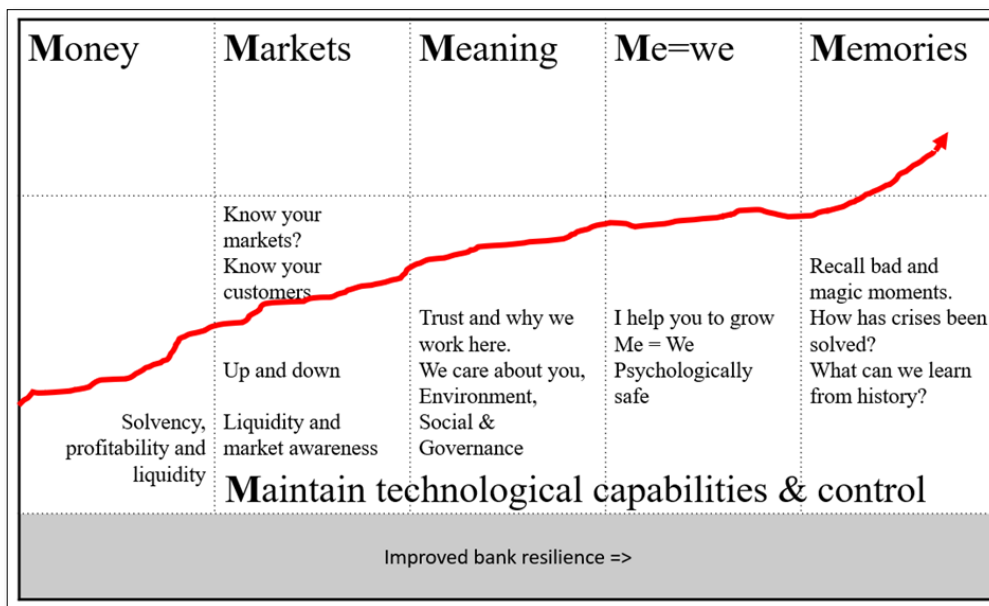 Money
Markets
Meaning
Me=we
Memories
Solvency,
profitability and
liquidity
Know your
markets?
Know your
customers
Up and down
Liquidity and
market awareness
Trust and why we
work here.
We care about you,
Environment,
Social &
Governance
I help you to grow
Me = We
Psychologically
safe
Recall bad and
magic moments.
How has crises been
solved?
What can we learn
from history?
Maintain technological capabilities & control
Improved bank resilience =>